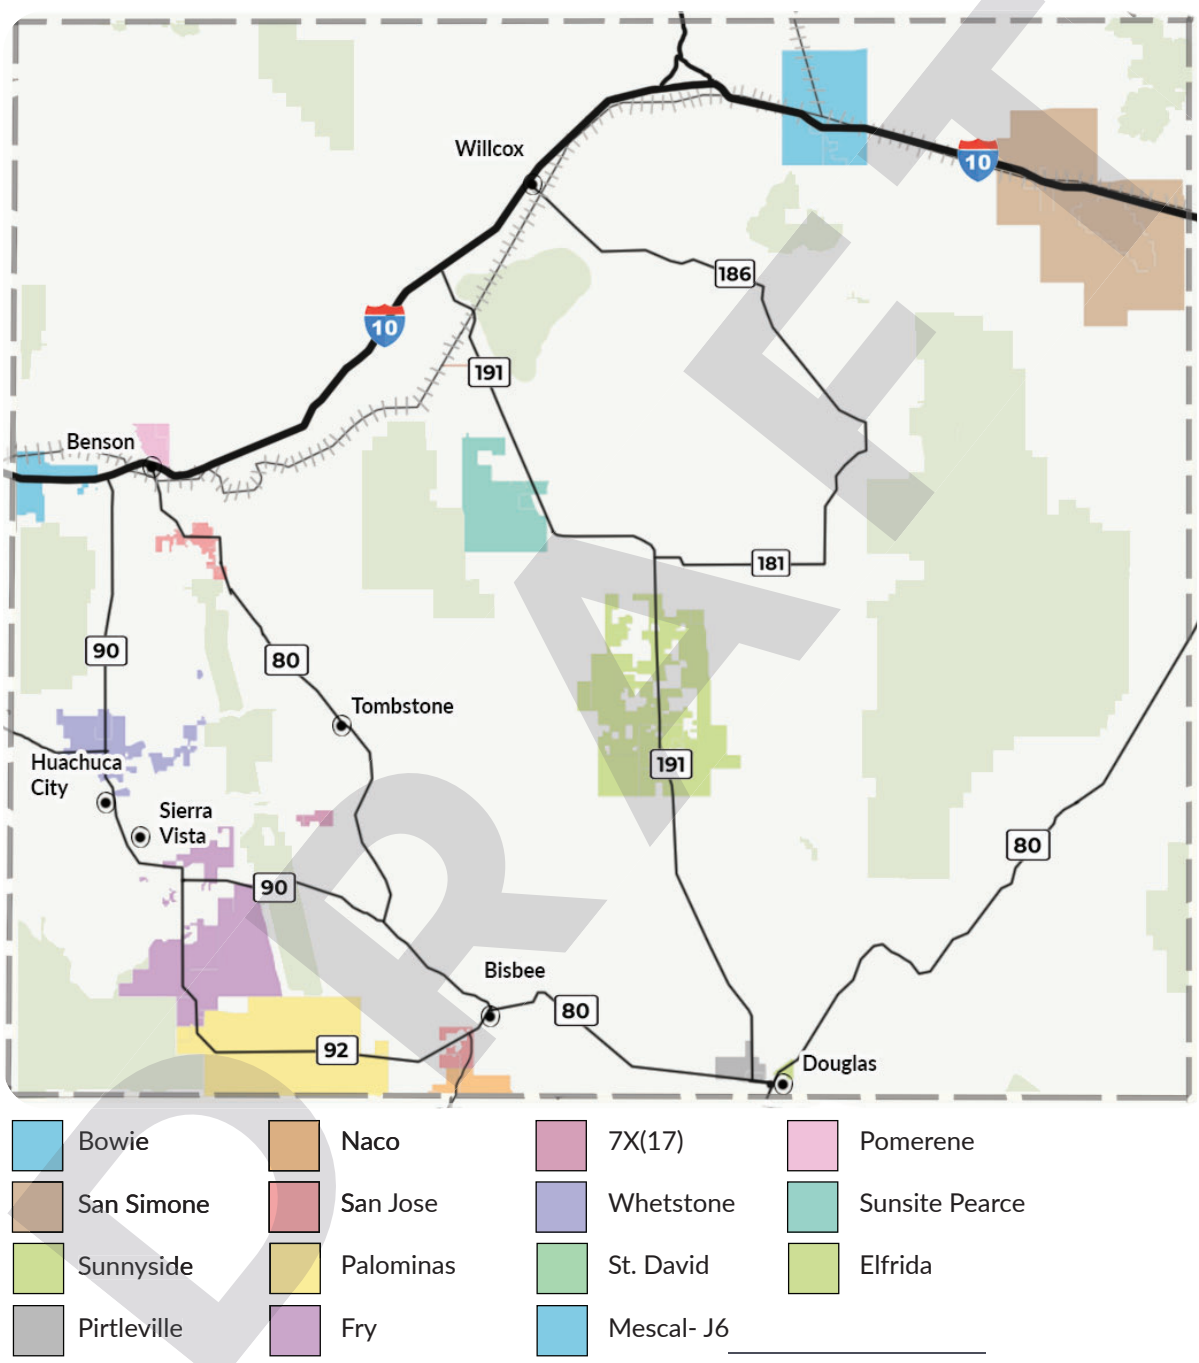 Willcox
10
186
10
191
Benson
181
90
80
Tombstone
Huachuca
City
Sierra
Vista
191
80
90
Bisbee
80
92
Douglas
Bowie
Naco
7X(17)
Pomerene
San Simone
San Jose
Whetstone
Sunsite Pearce
Sunnyside
Palominas
St. David
Elfrida
Pirtleville
Fry
Mescal- J6
DRAFT